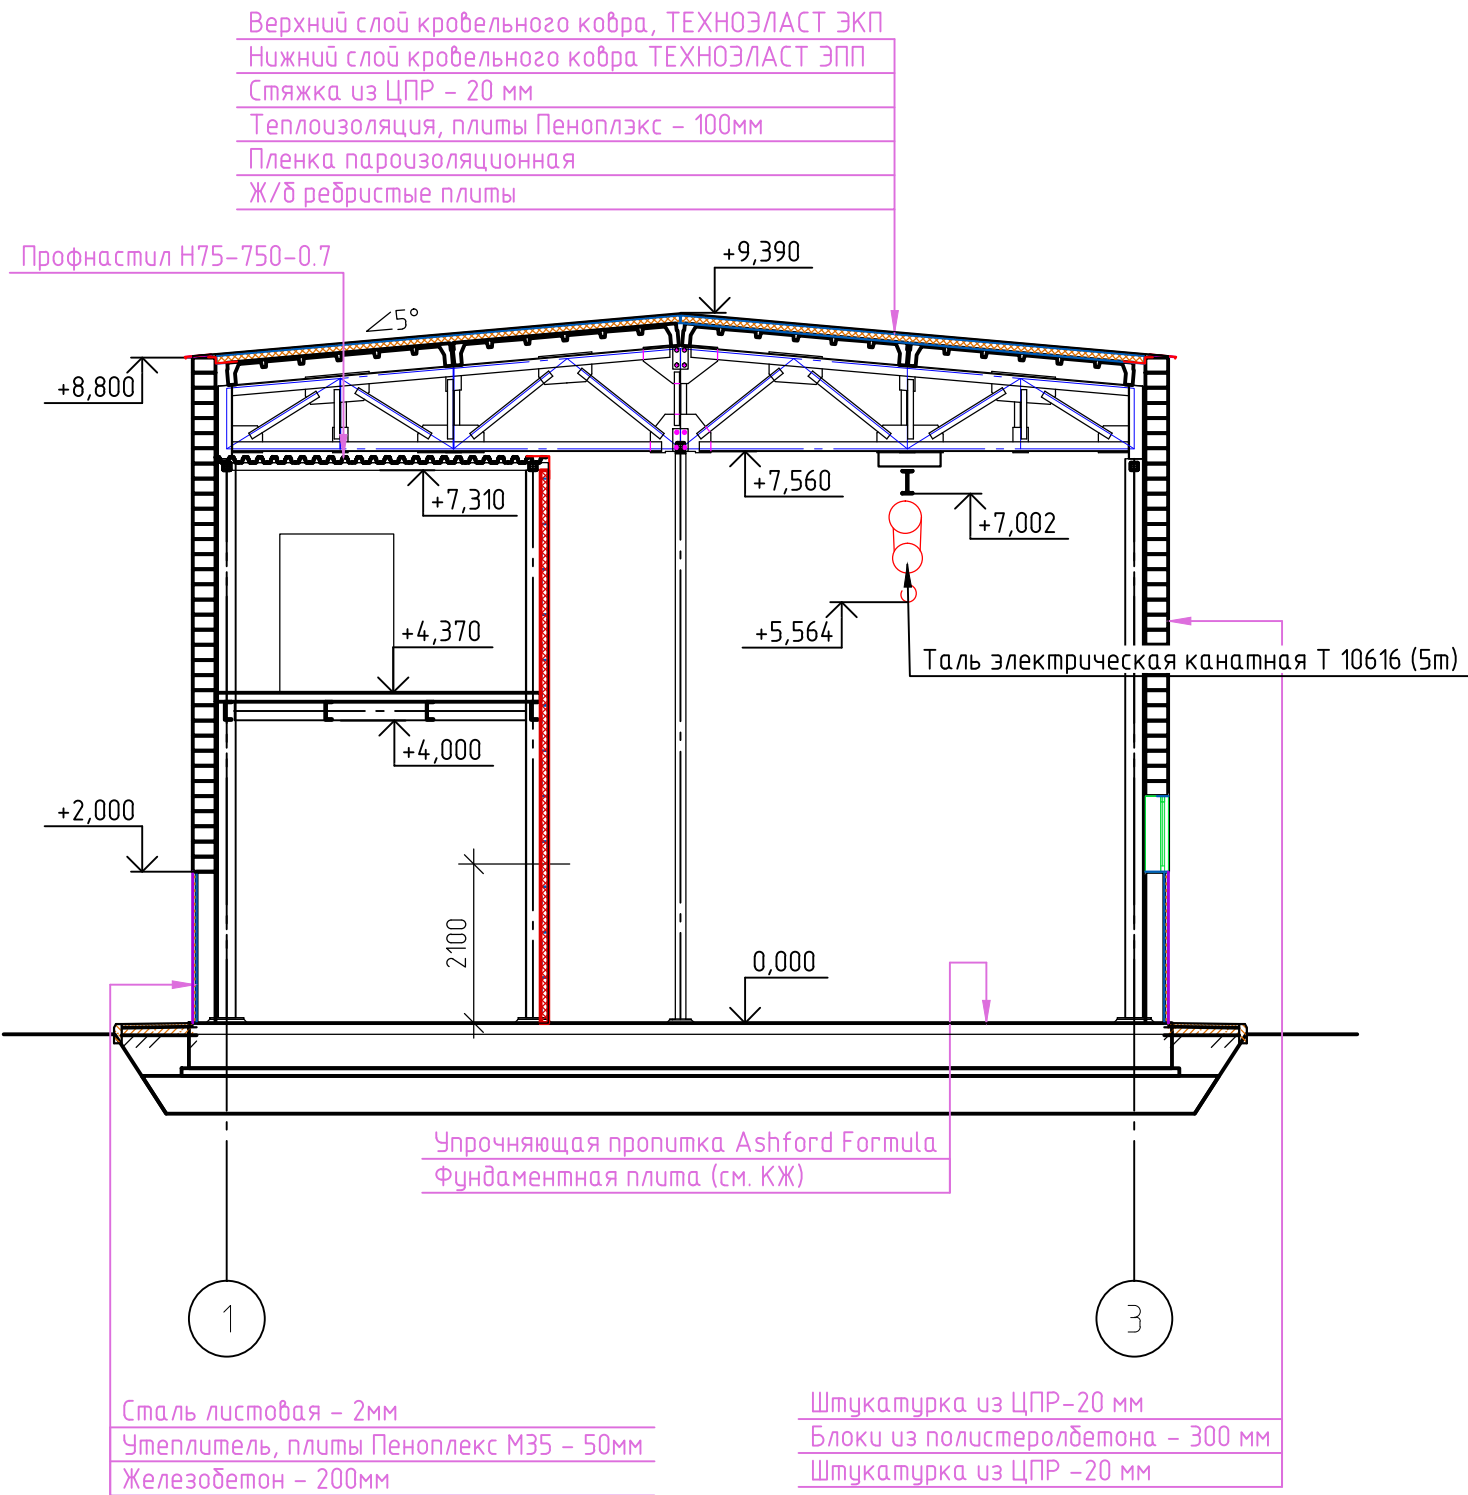 Верхний слой кровельного ковра, ТЕХНОЭЛАСТ ЭКП
Нижний слой кровельного ковра ТЕХНОЭЛАСТ ЭПП
Стяжка из ЦПР - 20 мм
Теплоизоляция, плиты Пеноплэкс - 100мм
Пленка пароизоляционная
Ж/б ребристые плиты
Профнастил Н75-750-0.7
+9,390
5°
+8,800
+7,560
+7,310
+7,002
+5,564
+4,370
Таль электрическая канатная Т 10616 (5т)
+4,000
+2,000
2100
0,000
Упрочняющая пропитка Ashford Formula
Фундаментная плита (см. КЖ)
1
3
Сталь листовая - 2мм
Утеплитель, плиты Пеноплекс М35 - 50мм
Железобетон - 200мм
Штукатурка из ЦПР-20 мм
Блоки из полистеролбетона - 300 мм
Штукатурка из ЦПР -20 мм